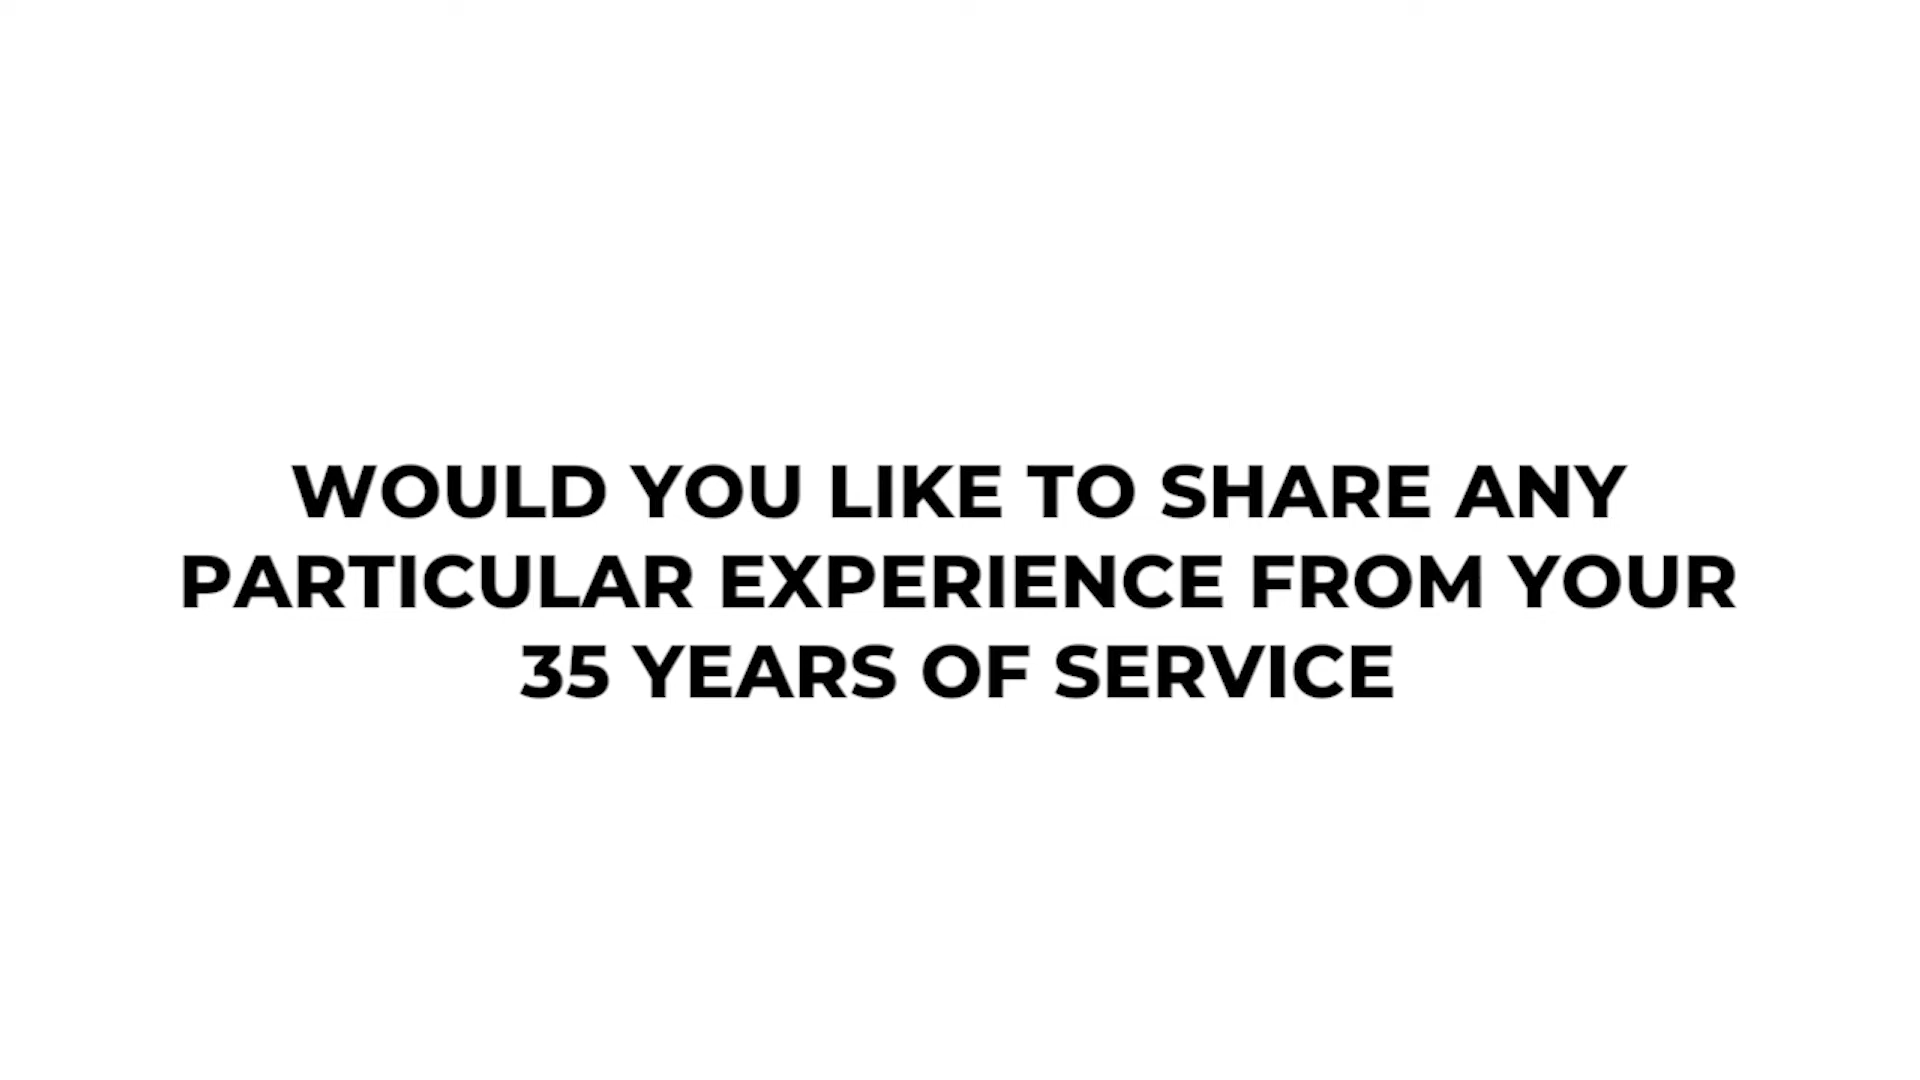 WOULD YOU LIKE TO SHARE ANY
PARTICULAR EXPERIENCE FROM YOUR
35 YEARS OF SERVICE